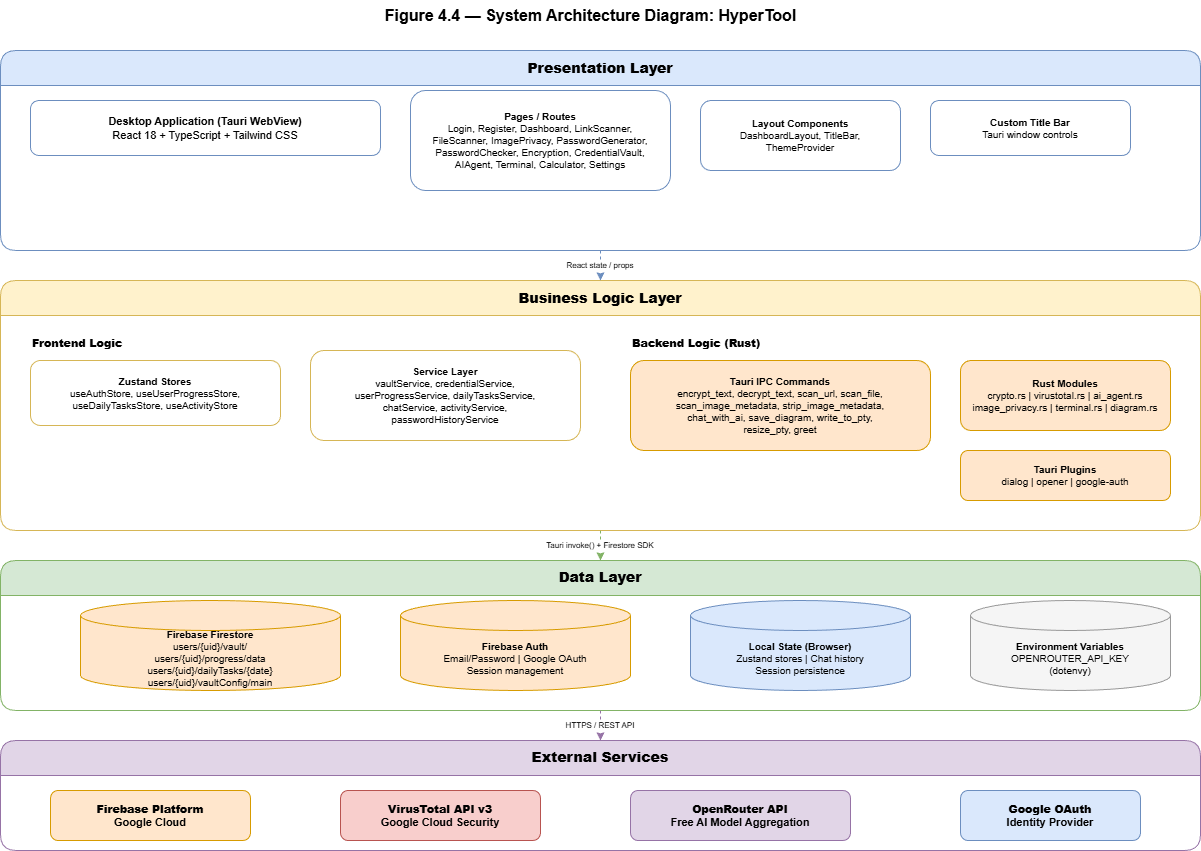 Figure 4.4 — System Architecture Diagram: HyperTool
Presentation Layer
Desktop Application (Tauri WebView)
React 18 + TypeScript + Tailwind CSS
Pages / Routes
Login, Register, Dashboard, LinkScanner,
FileScanner, ImagePrivacy, PasswordGenerator,
PasswordChecker, Encryption, CredentialVault,
AIAgent, Terminal, Calculator, Settings
Layout Components
DashboardLayout, TitleBar,
ThemeProvider
Custom Title Bar
Tauri window controls
React state / props
Business Logic Layer
Frontend Logic
Zustand Stores
useAuthStore, useUserProgressStore,
useDailyTasksStore, useActivityStore
Service Layer
vaultService, credentialService,
userProgressService, dailyTasksService,
chatService, activityService,
passwordHistoryService
Backend Logic (Rust)
Tauri IPC Commands
encrypt_text, decrypt_text, scan_url, scan_file,
scan_image_metadata, strip_image_metadata,
chat_with_ai, save_diagram, write_to_pty,
resize_pty, greet
Rust Modules
crypto.rs | virustotal.rs | ai_agent.rs
image_privacy.rs | terminal.rs | diagram.rs
Tauri Plugins
dialog | opener | google-auth
Tauri invoke() + Firestore SDK
Data Layer
Firebase Firestore
users/{uid}/vault/
users/{uid}/progress/data
users/{uid}/dailyTasks/{date}
users/{uid}/vaultConfig/main
Firebase Auth
Email/Password | Google OAuth
Session management
Local State (Browser)
Zustand stores | Chat history
Session persistence
Environment Variables
OPENROUTER_API_KEY
(dotenvy)
HTTPS / REST API
External Services
Firebase Platform
Google Cloud
VirusTotal API v3
Google Cloud Security
OpenRouter API
Free AI Model Aggregation
Google OAuth
Identity Provider